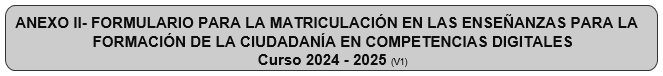 ANEXO II- FORMULARIO PARA LA MATRICULACIÓN EN LAS ENSEÑANZAS PARA LA
FORMACIÓN DE LA CIUDADANÍA EN COMPETENCIAS DIGITALES
Curso 2024 - 2025 (V1)